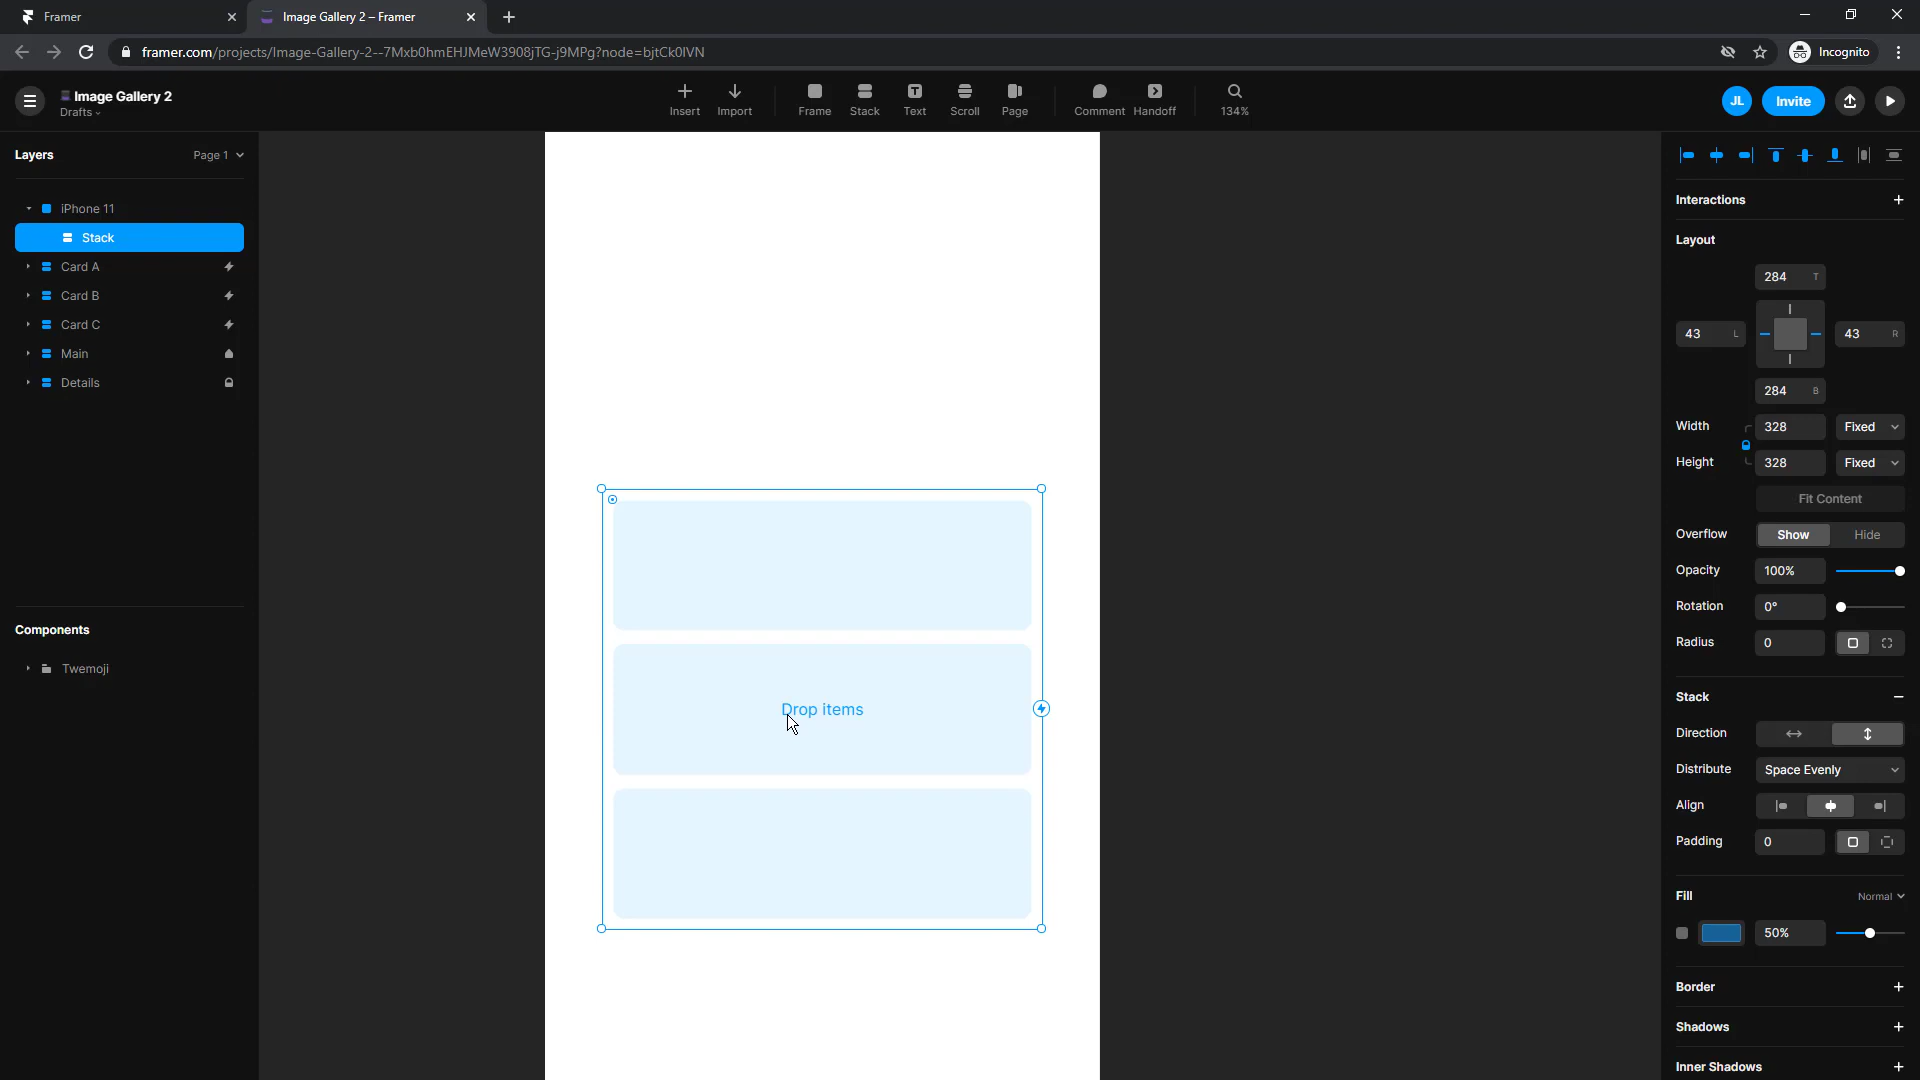 Framer
Image Gallery 2 – Framer
framer.com/projects/Image-Gallery-2--7Mxb0hmEHJMeW3908jTG-j9MPg?node=bjtCk0IVN
Incognito
Image Gallery 2
Drafts
Insert
Import
Frame
Stack
Text
Scroll
Page
Comment
Handoff
134%
JL
Invite
Layers
Page 1
iPhone 11
Stack
Card A
Card B
Card C
Main
Details
Components
Twemoji
Drop items
Interactions
Layout
284 T
43 L
43 R
284 B
Width 328 Fixed
Height 328 Fixed
Fit Content
Overflow Show Hide
Opacity 100%
Rotation 0°
Radius 0
Stack
Direction
Distribute Space Evenly
Align
Padding 0
Fill Normal
50%
Border
Shadows
Inner Shadows